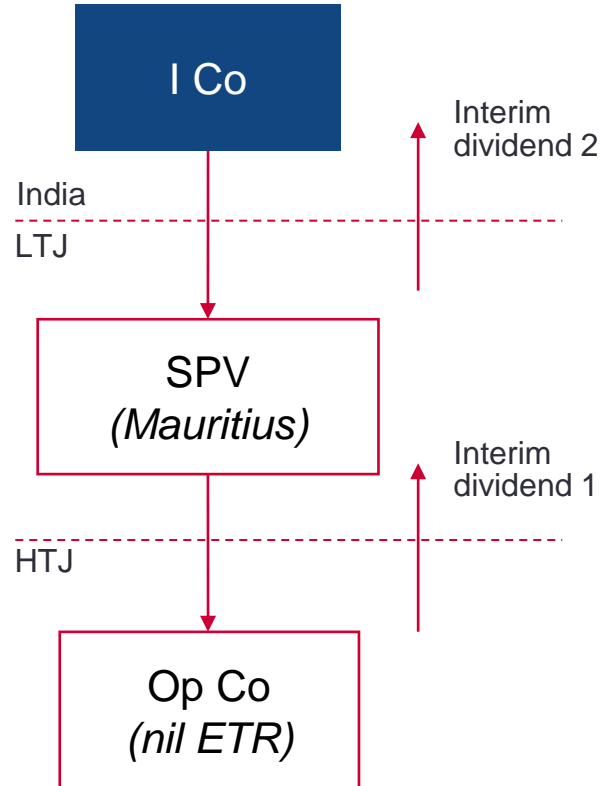 I Co
Interim
dividend 2
India
LTJ
SPV
(Mauritius)
Interim
dividend 1
HTJ
Op Co
(nil ETR)